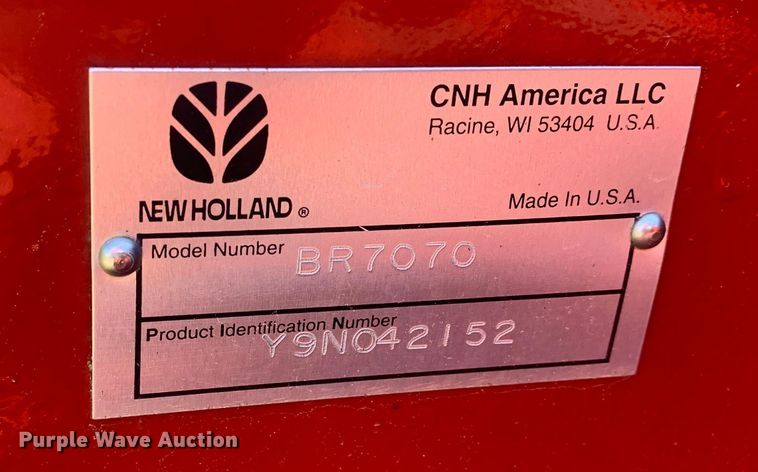 CNH America LLC
Racine, WI 53404 U.S.A.
NEW HOLLAND ®
Made In U.S.A.
Model Number BR7070
Product Identification Number
Y9N042152
Purple Wave Auction